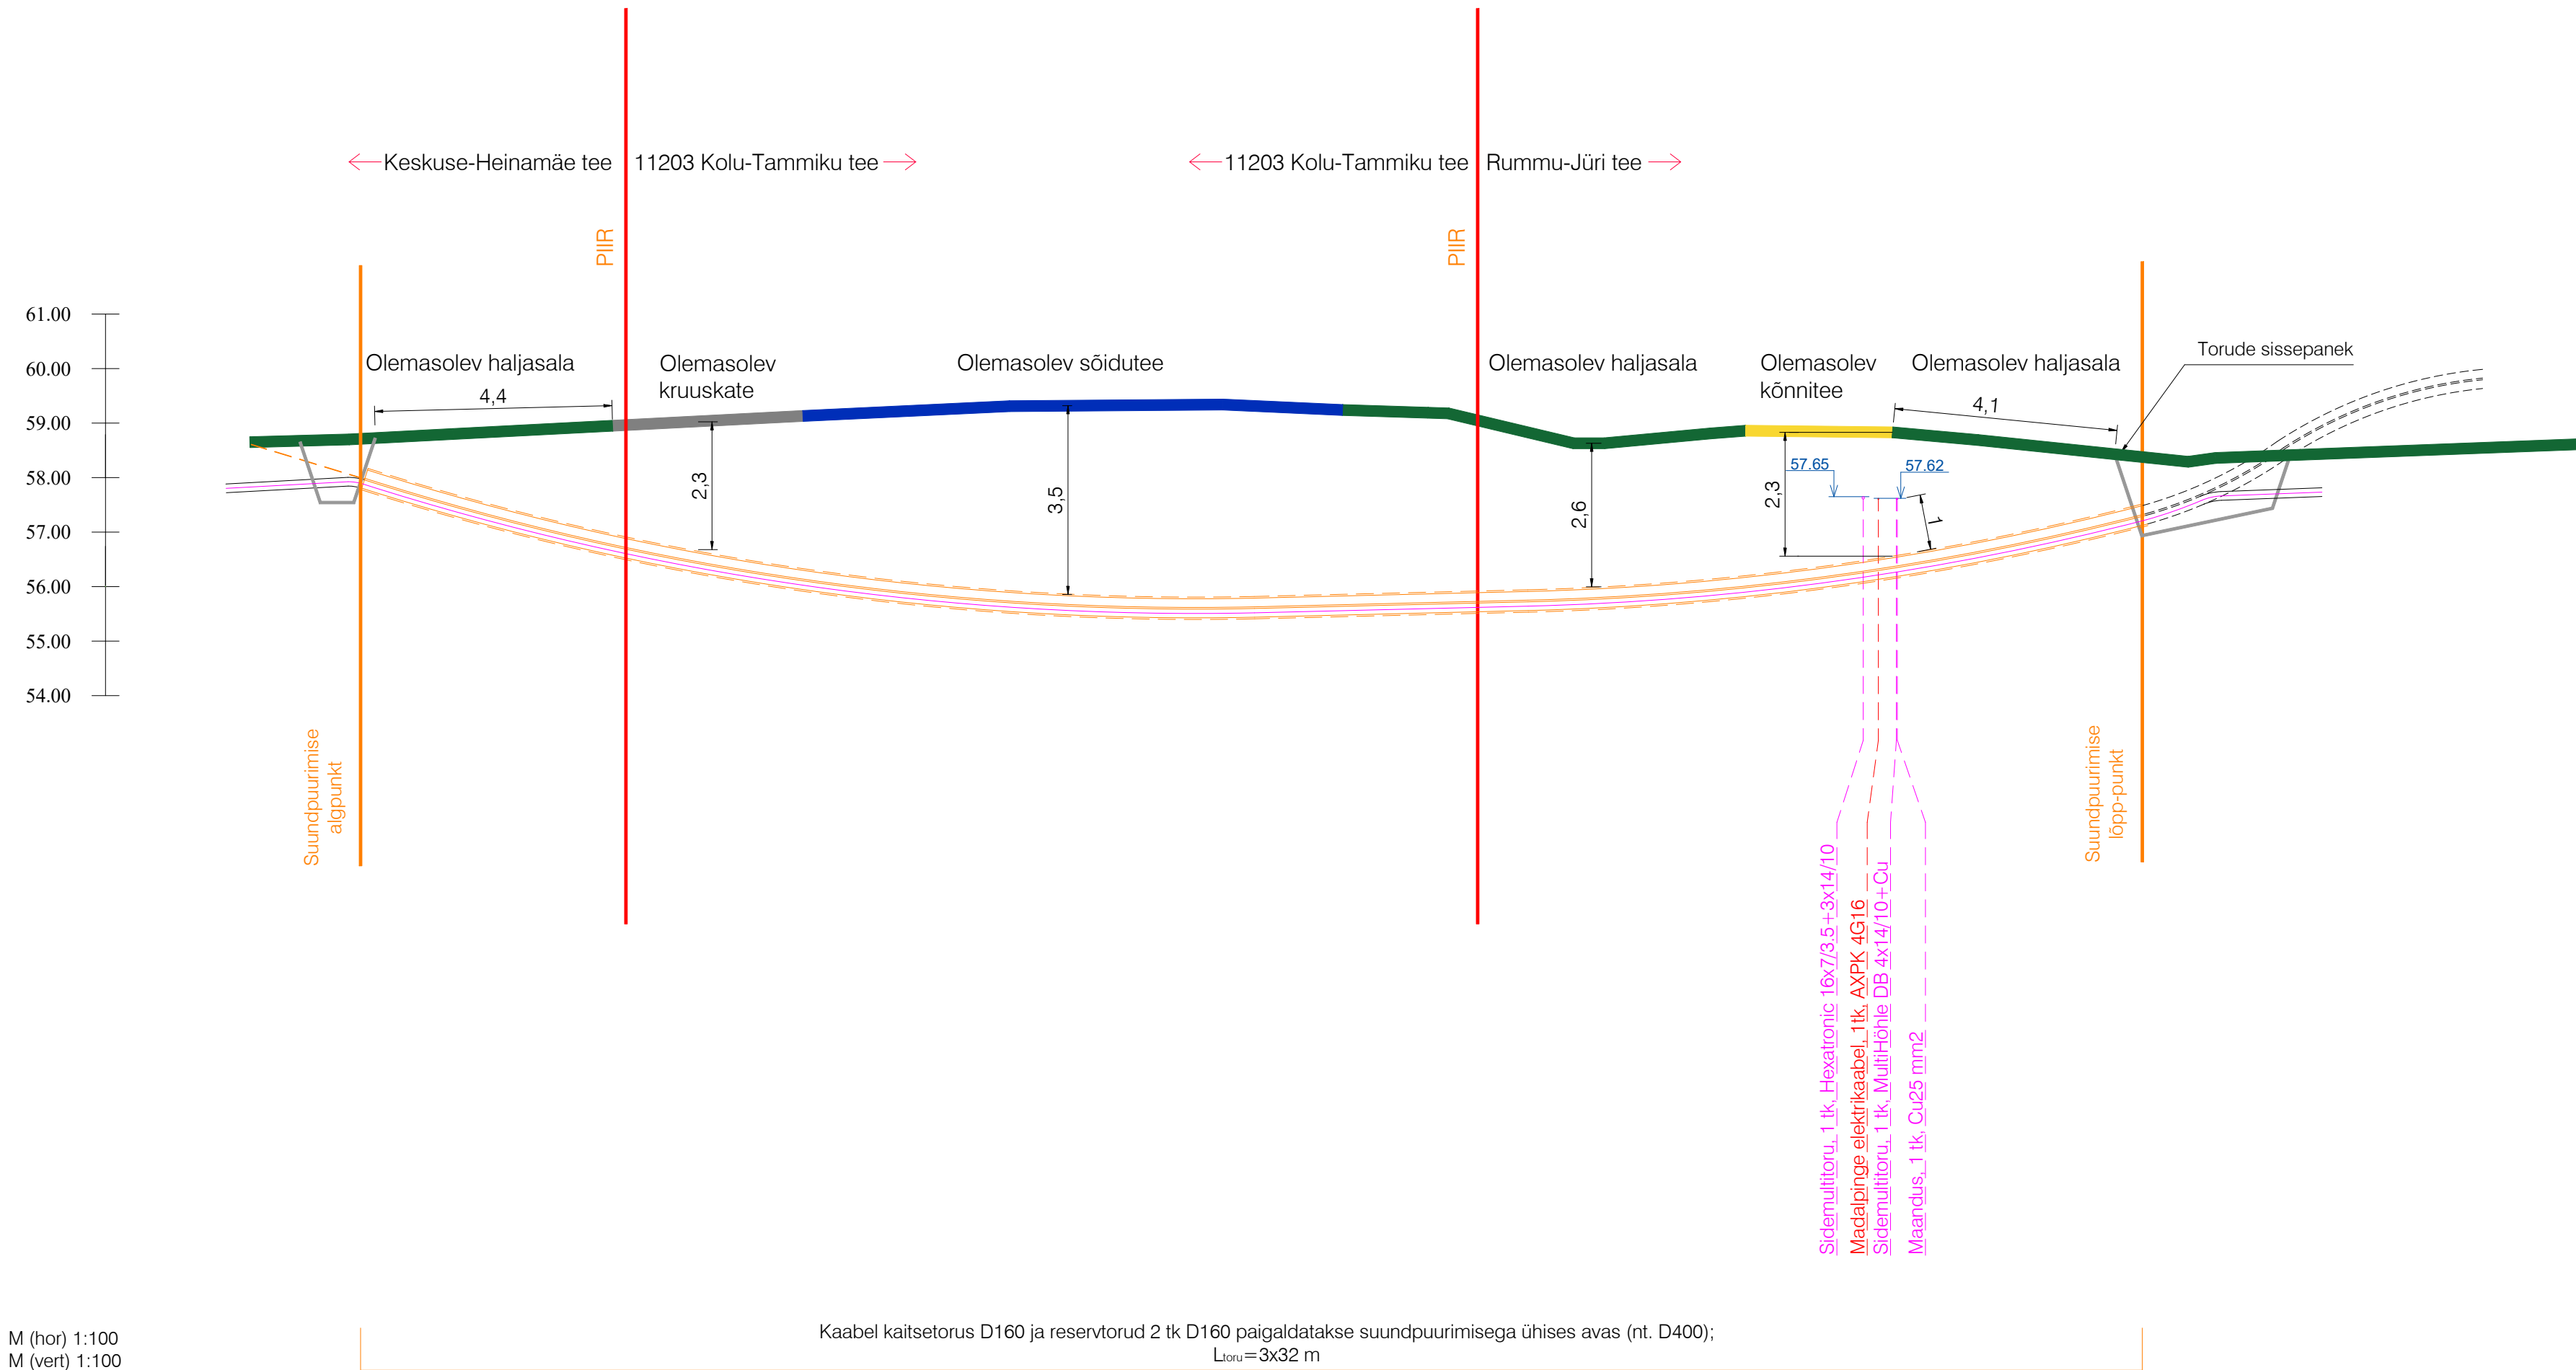 Keskuse-Heinamäe tee
11203 Kolu-Tammiku tee
11203 Kolu-Tammiku tee
Rummu-Jüri tee
PIIR
PIIR
61.00
60.00
59.00
58.00
57.00
56.00
55.00
54.00
Olemasolev haljasala
4,4
Olemasolev
kruuskate
2,3
Olemasolev sõidutee
3,5
Olemasolev haljasala
2,6
Olemasolev
kõnnitee
2,3
57.65
57.62
1
Olemasolev haljasala
4,1
Torude sissepanek
Suundpuurimise
algpunkt
Suundpuurimise
lõpp-punkt
Sidemultitoru, 1 tk, Hexatronic 16x7/3.5+3x14/10
Madalpinge elektrikaabel, 1tk, AXPK 4G16
Sidemultitoru, 1 tk, MultiHöhle DB 4x14/10+Cu
Maandus, 1 tk, Cu25 mm2
M (hor) 1:100
M (vert) 1:100
Kaabel kaitsetorus D160 ja reservtorud 2 tk D160 paigaldatakse suundpuurimisega ühises avas (nt. D400);
Ltoru=3x32 m